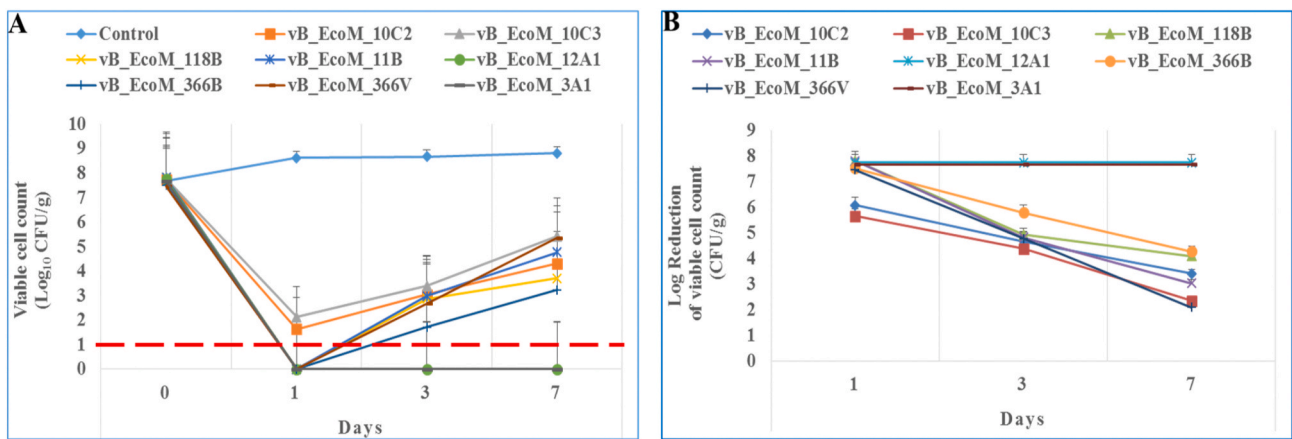 A
Control vB_EcoM_10C2 vB_EcoM_10C3
vB_EcoM_118B vB_EcoM_11B vB_EcoM_12A1
vB_EcoM_366B vB_EcoM_366V vB_EcoM_3A1
Viable cell count
(Log₁₀ CFU/g)
10
9
8
7
6
5
4
3
2
1
0
0 1 3 7
Days
B
vB_EcoM_10C2 vB_EcoM_10C3 vB_EcoM_118B
vB_EcoM_11B vB_EcoM_12A1 vB_EcoM_366B
vB_EcoM_366V vB_EcoM_3A1
Log Reduction
of viable cell count
(CFU/g)
9
8
7
6
5
4
3
2
1
0
1 3 7
Days